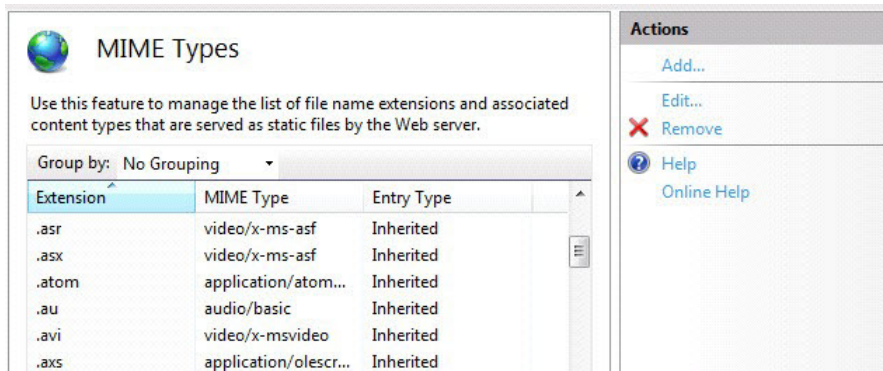 MIME Types
Use this feature to manage the list of file name extensions and associated
content types that are served as static files by the Web server.
Group by: No Grouping
Extension MIME Type Entry Type
.asr video/x-ms-asf Inherited
.asx video/x-ms-asf Inherited
.atom application/atom... Inherited
.au audio/basic Inherited
.avi video/x-msvideo Inherited
.axs application/olescr... Inherited
Actions
Add...
Edit...
Remove
Help
Online Help